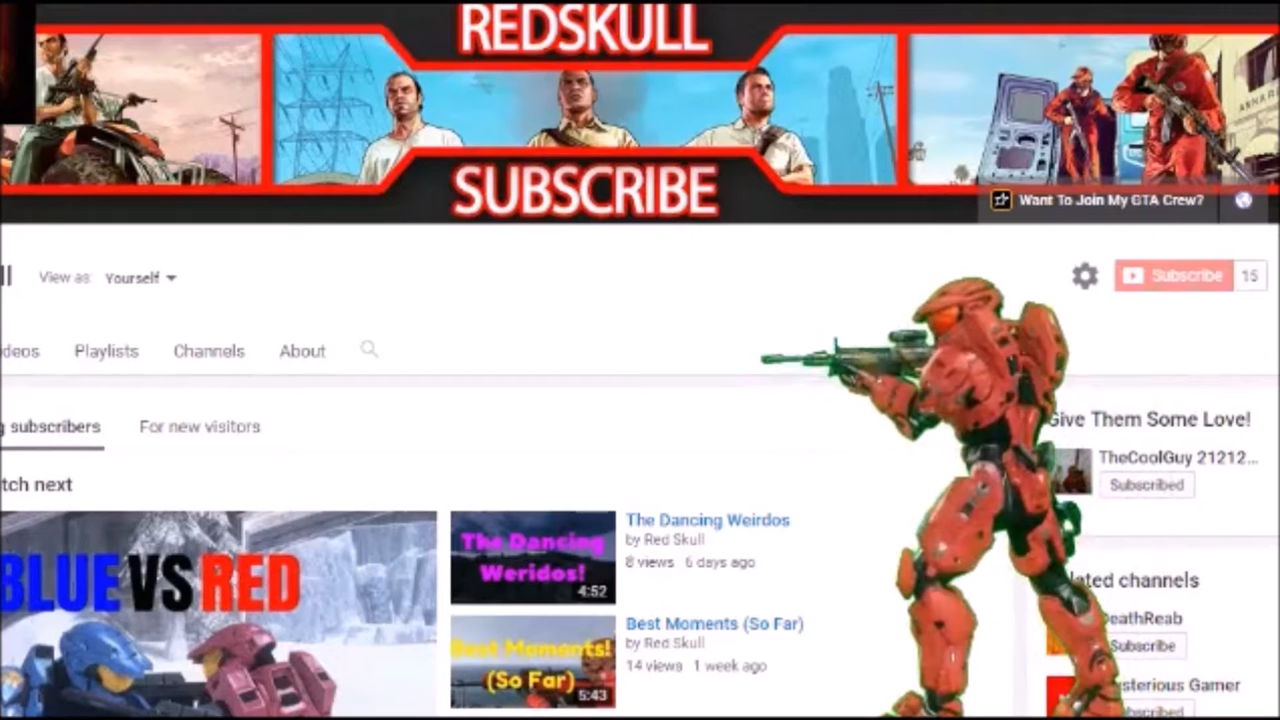 REDSKULL
SUBSCRIBE
Want To Join My GTA Crew?
View as: Yourself
Subscribe 15
deos Playlists Channels About
g subscribers For new visitors
tch next
BLUE VS RED
The Dancing
Weridos!
4:52
The Dancing Weirdos
by Red Skull
8 views 6 days ago
Best Moments!
(So Far)
5:43
Best Moments (So Far)
by Red Skull
14 views 1 week ago
Give Them Some Love!
TheCoolGuy 21212...
Subscribed
lated channels
DeathReab
Subscribe
ysterious Gamer
ubscribed